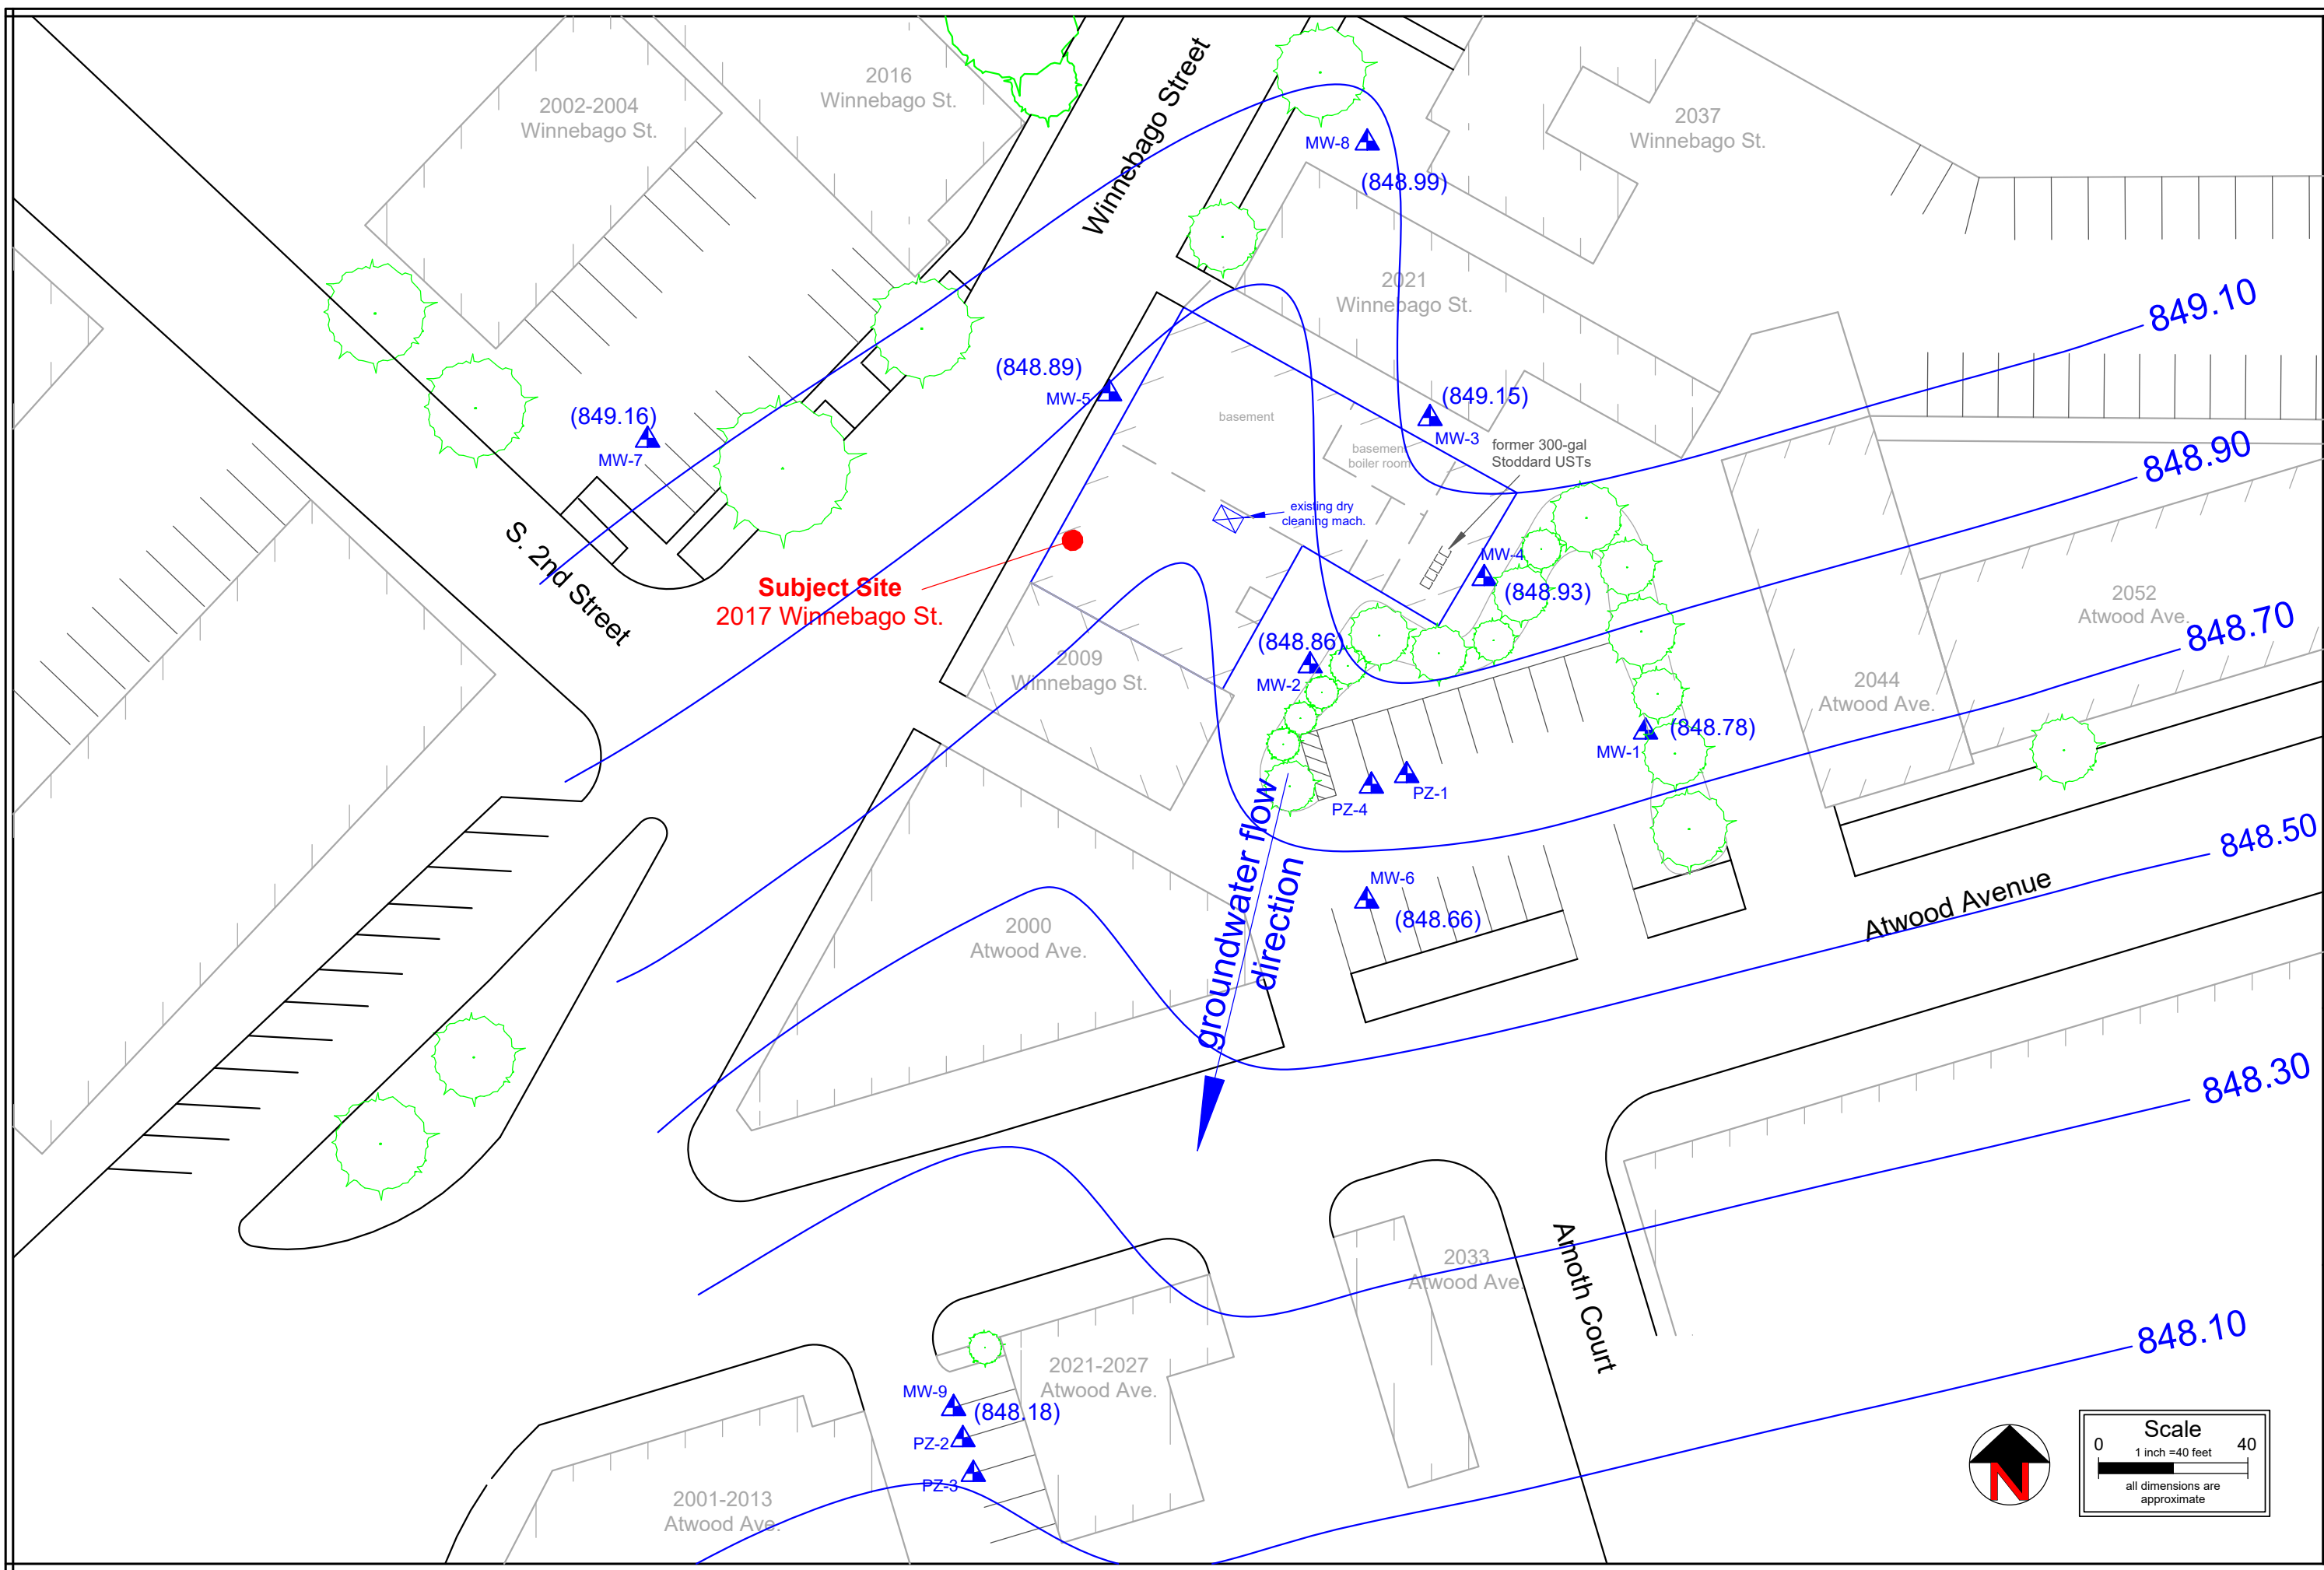 2016
Winnebago St.
2002-2004
Winnebago St.
Winnebago Street
MW-8
(848.99)
2037
Winnebago St.
2021
Winnebago St.
849.10
(848.89)
MW-5
(849.16)
MW-7
basement
(849.15)
MW-3
basement
boiler room
former 300-gal
Stoddard USTs
848.90
existing dry
cleaning mach.
S. 2nd Street
Subject Site
2017 Winnebago St.
MW-4
(848.93)
2052
Atwood Ave.
848.70
(848.86)
MW-2
2009
Winnebago St.
2044
Atwood Ave.
(848.78)
MW-1
PZ-4
PZ-1
848.50
groundwater flow
direction
MW-6
(848.66)
Atwood Avenue
2000
Atwood Ave.
848.30
2033
Atwood Ave.
Amoth Court
848.10
2021-2027
Atwood Ave.
MW-9
(848.18)
PZ-2
PZ-3
2001-2013
Atwood Ave.
N
Scale
0 1 inch =40 feet 40
all dimensions are
approximate